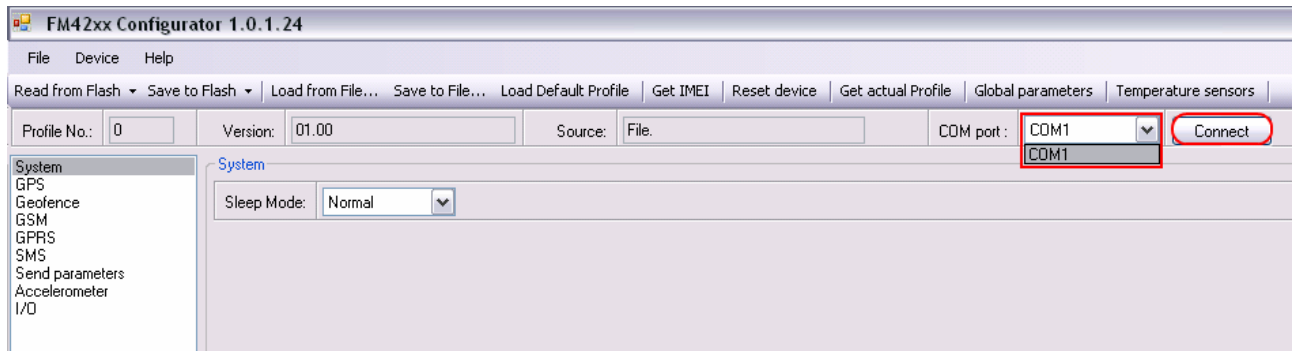 FM42xx Configurator 1.0.1.24
File Device Help
Read from Flash Save to Flash Load from File... Save to File... Load Default Profile Get IMEI Reset device Get actual Profile Global parameters Temperature sensors
Profile No.: 0 Version: 01.00 Source: File. COM port : COM1 Connect
COM1
System
GPS
Geofence
GSM
GPRS
SMS
Send parameters
Accelerometer
I/O
System
Sleep Mode: Normal